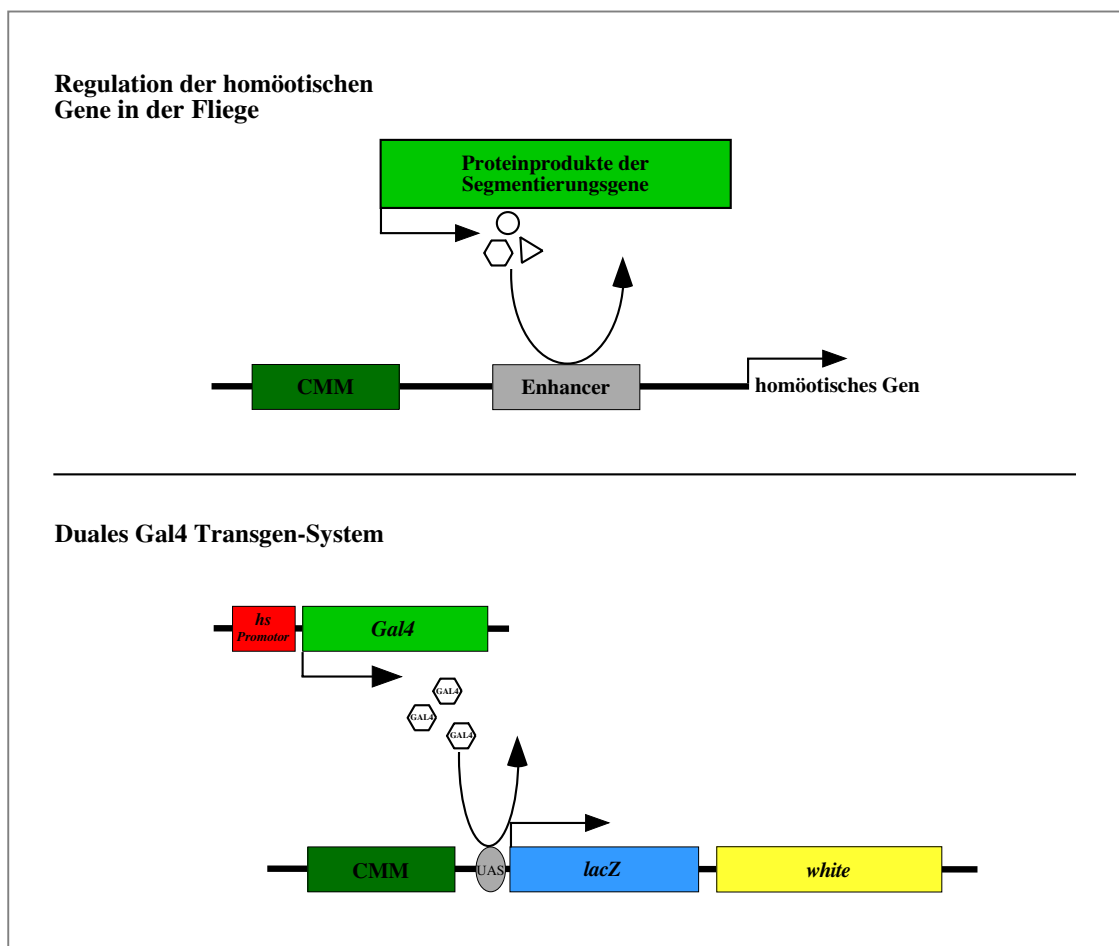 Regulation der homöotischen
Gene in der Fliege
Proteinprodukte der
Segmentierungsgene
CMM
Enhancer
homöotisches Gen
Duales Gal4 Transgen-System
hs
Promotor
Gal4
GAL4
GAL4
GAL4
CMM
UAS
lacZ
white